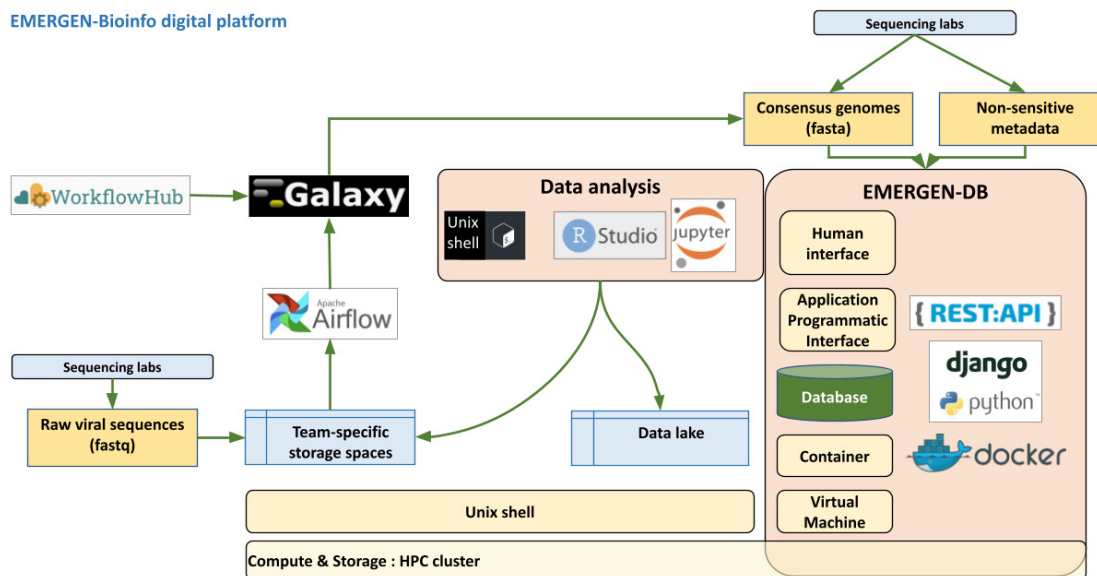 EMERGEN-Bioinfo digital platform
Sequencing labs
Consensus genomes
(fasta)
Non-sensitive
metadata
WorkflowHub
Galaxy
Data analysis
Unix
shell
$_
R Studio
jupyter
EMERGEN-DB
Human
interface
Application
Programmatic
Interface
{ REST:API }
Apache
Airflow
django
python™
Database
Sequencing labs
Raw viral sequences
(fastq)
Team-specific
storage spaces
Data lake
Container
docker
Unix shell
Virtual
Machine
Compute & Storage : HPC cluster